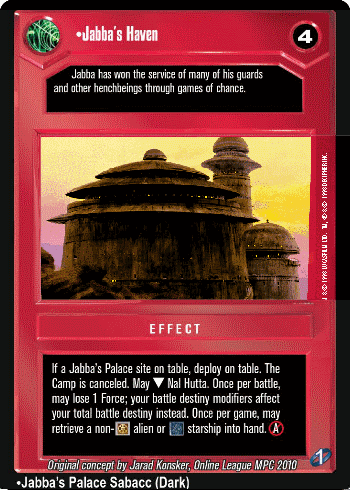 •Jabba's Haven
4
Jabba has won the service of many of his guards
and other henchbeings through games of chance.
EFFECT
If a Jabba's Palace site on table, deploy on table. The
Camp is canceled. May ▼ Nal Hutta. Once per battle,
may lose 1 Force; your battle destiny modifiers affect
your total battle destiny instead. Once per game, may
retrieve a non- alien or starship into hand. A
Original concept by Jarad Konsker, Online League MPC 2010
1
•Jabba's Palace Sabacc (Dark)